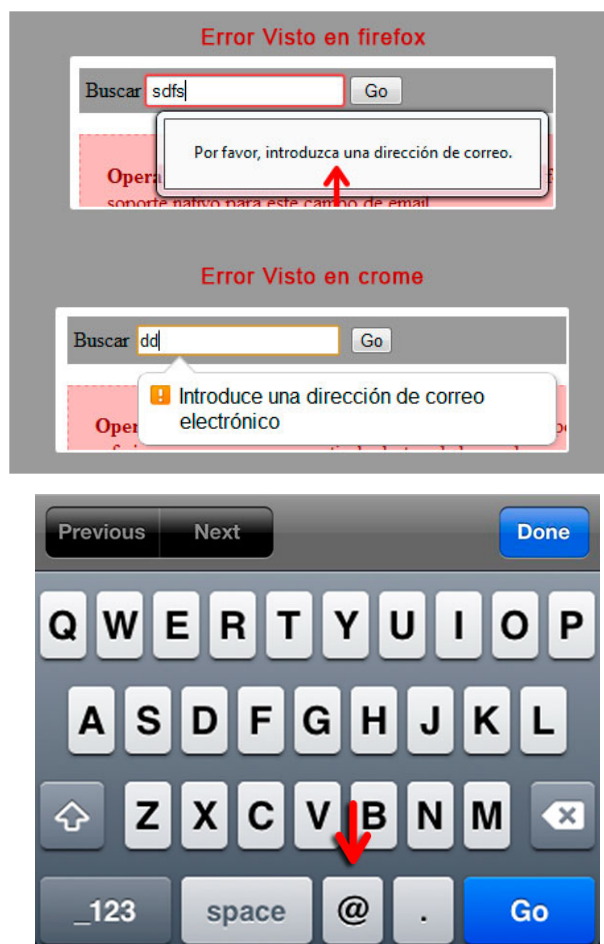 Error Visto en firefox
Buscar sdfs Go
Por favor, introduzca una dirección de correo.
Opera
soporte nativo para este campo de email
Error Visto en crome
Buscar dd Go
Introduce una dirección de correo
electrónico
Oper
Previous Next Done
Q W E R T Y U I O P
A S D F G H J K L
Z X C V B N M
_123 space @ . Go